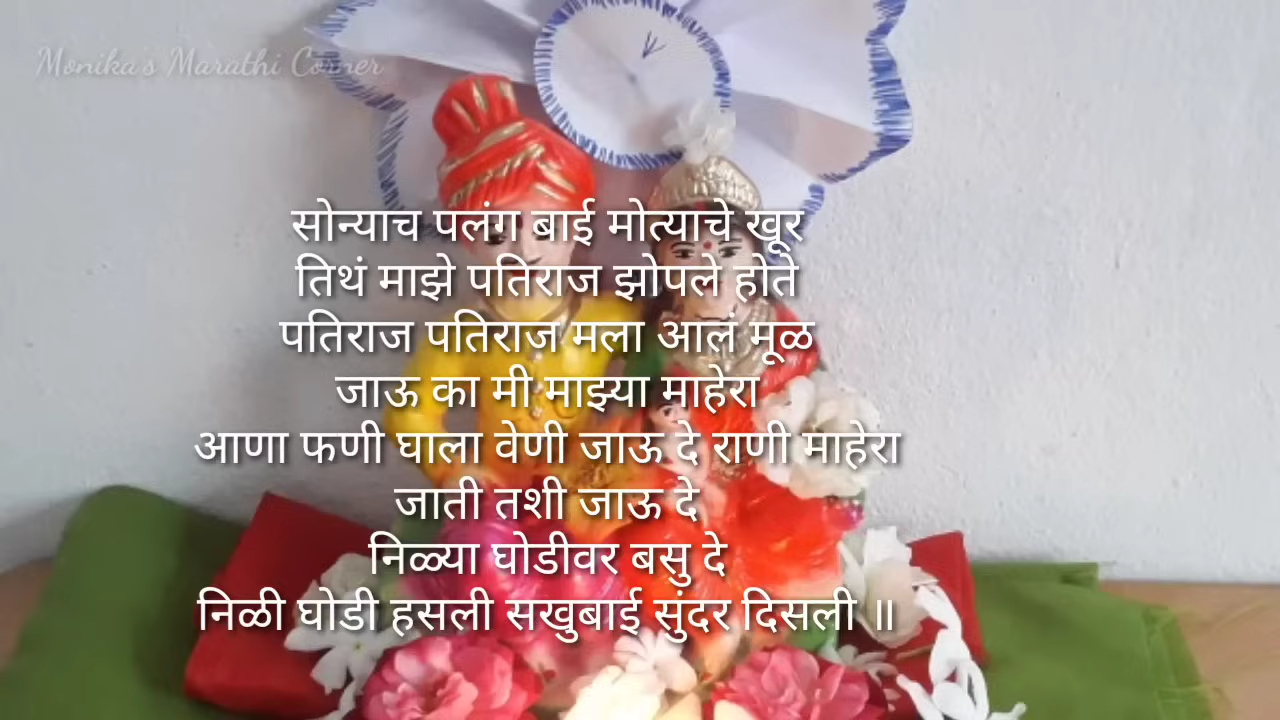 Monika's Marathi Corner
सोन्याच पलंग बाई मोत्याचे खूर
तिथं माझे पतिराज झोपले होते
पतिराज पतिराज मला आलं मूळ
जाऊ का मी माझ्या माहेरा
आणा फणी घाला वेणी जाऊ दे राणी माहेरा
जाती तशी जाऊ दे
निळ्या घोडीवर बसु दे
निळी घोडी हसली सखुबाई सुंदर दिसली ॥